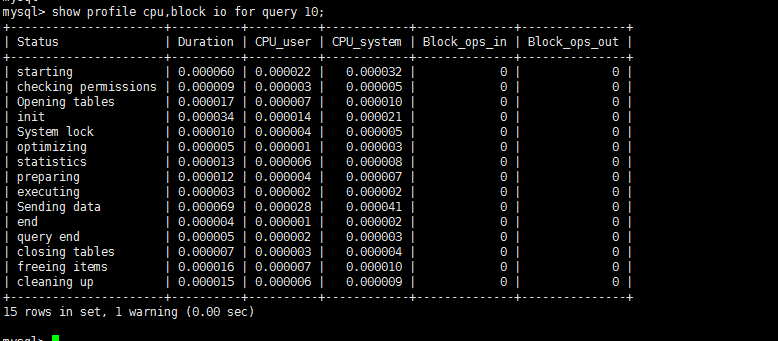 mysql> show profile cpu,block io for query 10;
+----------------------+----------+----------+------------+--------------+---------------+
| Status               | Duration | CPU_user | CPU_system | Block_ops_in | Block_ops_out |
+----------------------+----------+----------+------------+--------------+---------------+
| starting             | 0.000060 | 0.000022 |   0.000032 |            0 |             0 |
| checking permissions | 0.000009 | 0.000003 |   0.000005 |            0 |             0 |
| Opening tables       | 0.000017 | 0.000007 |   0.000010 |            0 |             0 |
| init                 | 0.000034 | 0.000014 |   0.000021 |            0 |             0 |
| System lock          | 0.000010 | 0.000004 |   0.000005 |            0 |             0 |
| optimizing           | 0.000005 | 0.000001 |   0.000003 |            0 |             0 |
| statistics           | 0.000013 | 0.000006 |   0.000008 |            0 |             0 |
| preparing            | 0.000012 | 0.000004 |   0.000007 |            0 |             0 |
| executing            | 0.000003 | 0.000002 |   0.000002 |            0 |             0 |
| Sending data         | 0.000069 | 0.000028 |   0.000041 |            0 |             0 |
| end                  | 0.000004 | 0.000001 |   0.000002 |            0 |             0 |
| query end            | 0.000005 | 0.000002 |   0.000003 |            0 |             0 |
| closing tables       | 0.000007 | 0.000003 |   0.000004 |            0 |             0 |
| freeing items        | 0.000016 | 0.000007 |   0.000010 |            0 |             0 |
| cleaning up          | 0.000015 | 0.000006 |   0.000009 |            0 |             0 |
+----------------------+----------+----------+------------+--------------+---------------+
15 rows in set, 1 warning (0.00 sec)
mysql>